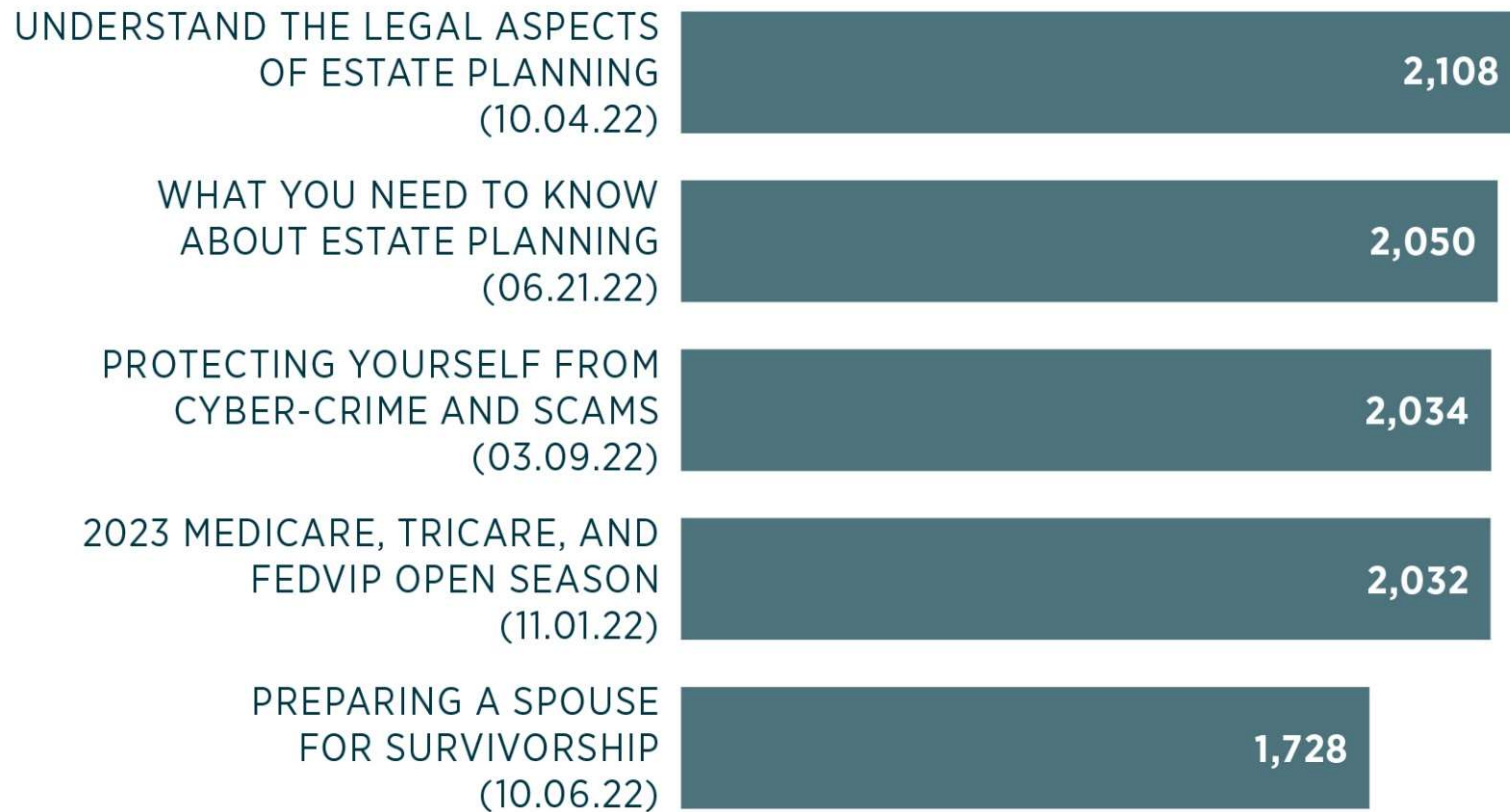 UNDERSTAND THE LEGAL ASPECTS
OF ESTATE PLANNING
(10.04.22)
2,108
WHAT YOU NEED TO KNOW
ABOUT ESTATE PLANNING
(06.21.22)
2,050
PROTECTING YOURSELF FROM
CYBER-CRIME AND SCAMS
(03.09.22)
2,034
2023 MEDICARE, TRICARE, AND
FEDVIP OPEN SEASON
(11.01.22)
2,032
PREPARING A SPOUSE
FOR SURVIVORSHIP
(10.06.22)
1,728